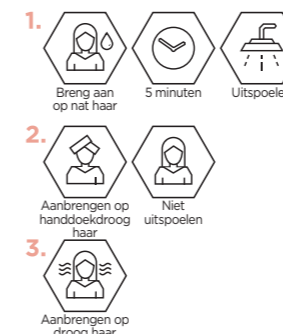 1.
Breng aan
op nat haar
5 minuten
Uitspoele
2.
Aanbrengen op
handdoekdroog
haar
Niet
uitspoelen
3.
Aanbrengen op
droog haar